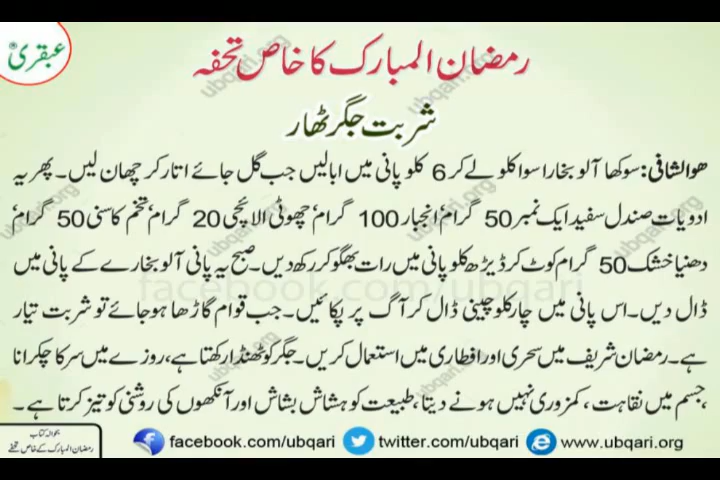 عبقری
رمضان المبارک کا خاص تحفہ
شربت جگر ٹھار
ھوالشافی: سوکھا آلو بخارا سوا کلو لے کر 6 کلو پانی میں ابالیں جب گل جائے اتار کر چھان لیں۔ پھر یہ
ادویات صندل سفید ایک نمبر 50 گرام، انجبار 100 گرام، چھوٹی الائچی 20 گرام، تخم کاسنی 50 گرام،
دھنیا خشک 50 گرام کوٹ کر ڈیڑھ کلو پانی میں رات بھگو کر رکھ دیں۔ صبح یہ پانی آلو بخارے کے پانی میں
ڈال دیں۔ اس پانی میں چار کلو چینی ڈال کر آگ پر پکائیں۔ جب قوام گاڑھا ہو جائے تو شربت تیار
ہے۔ رمضان شریف میں سحری اور افطاری میں استعمال کریں۔ جگر کو ٹھنڈا رکھتا ہے، روزے میں سر کا چکرانا
،جسم میں نقاہت، کمزوری نہیں ہونے دیتا، طبیعت کو ہشاش بشاش اور آنکھوں کی روشنی کو تیز کرتا ہے۔
بحوالہ کتاب
رمضان المبارک کے خاص تحفے
facebook.com/ubqari twitter.com/ubqari www.ubqari.org